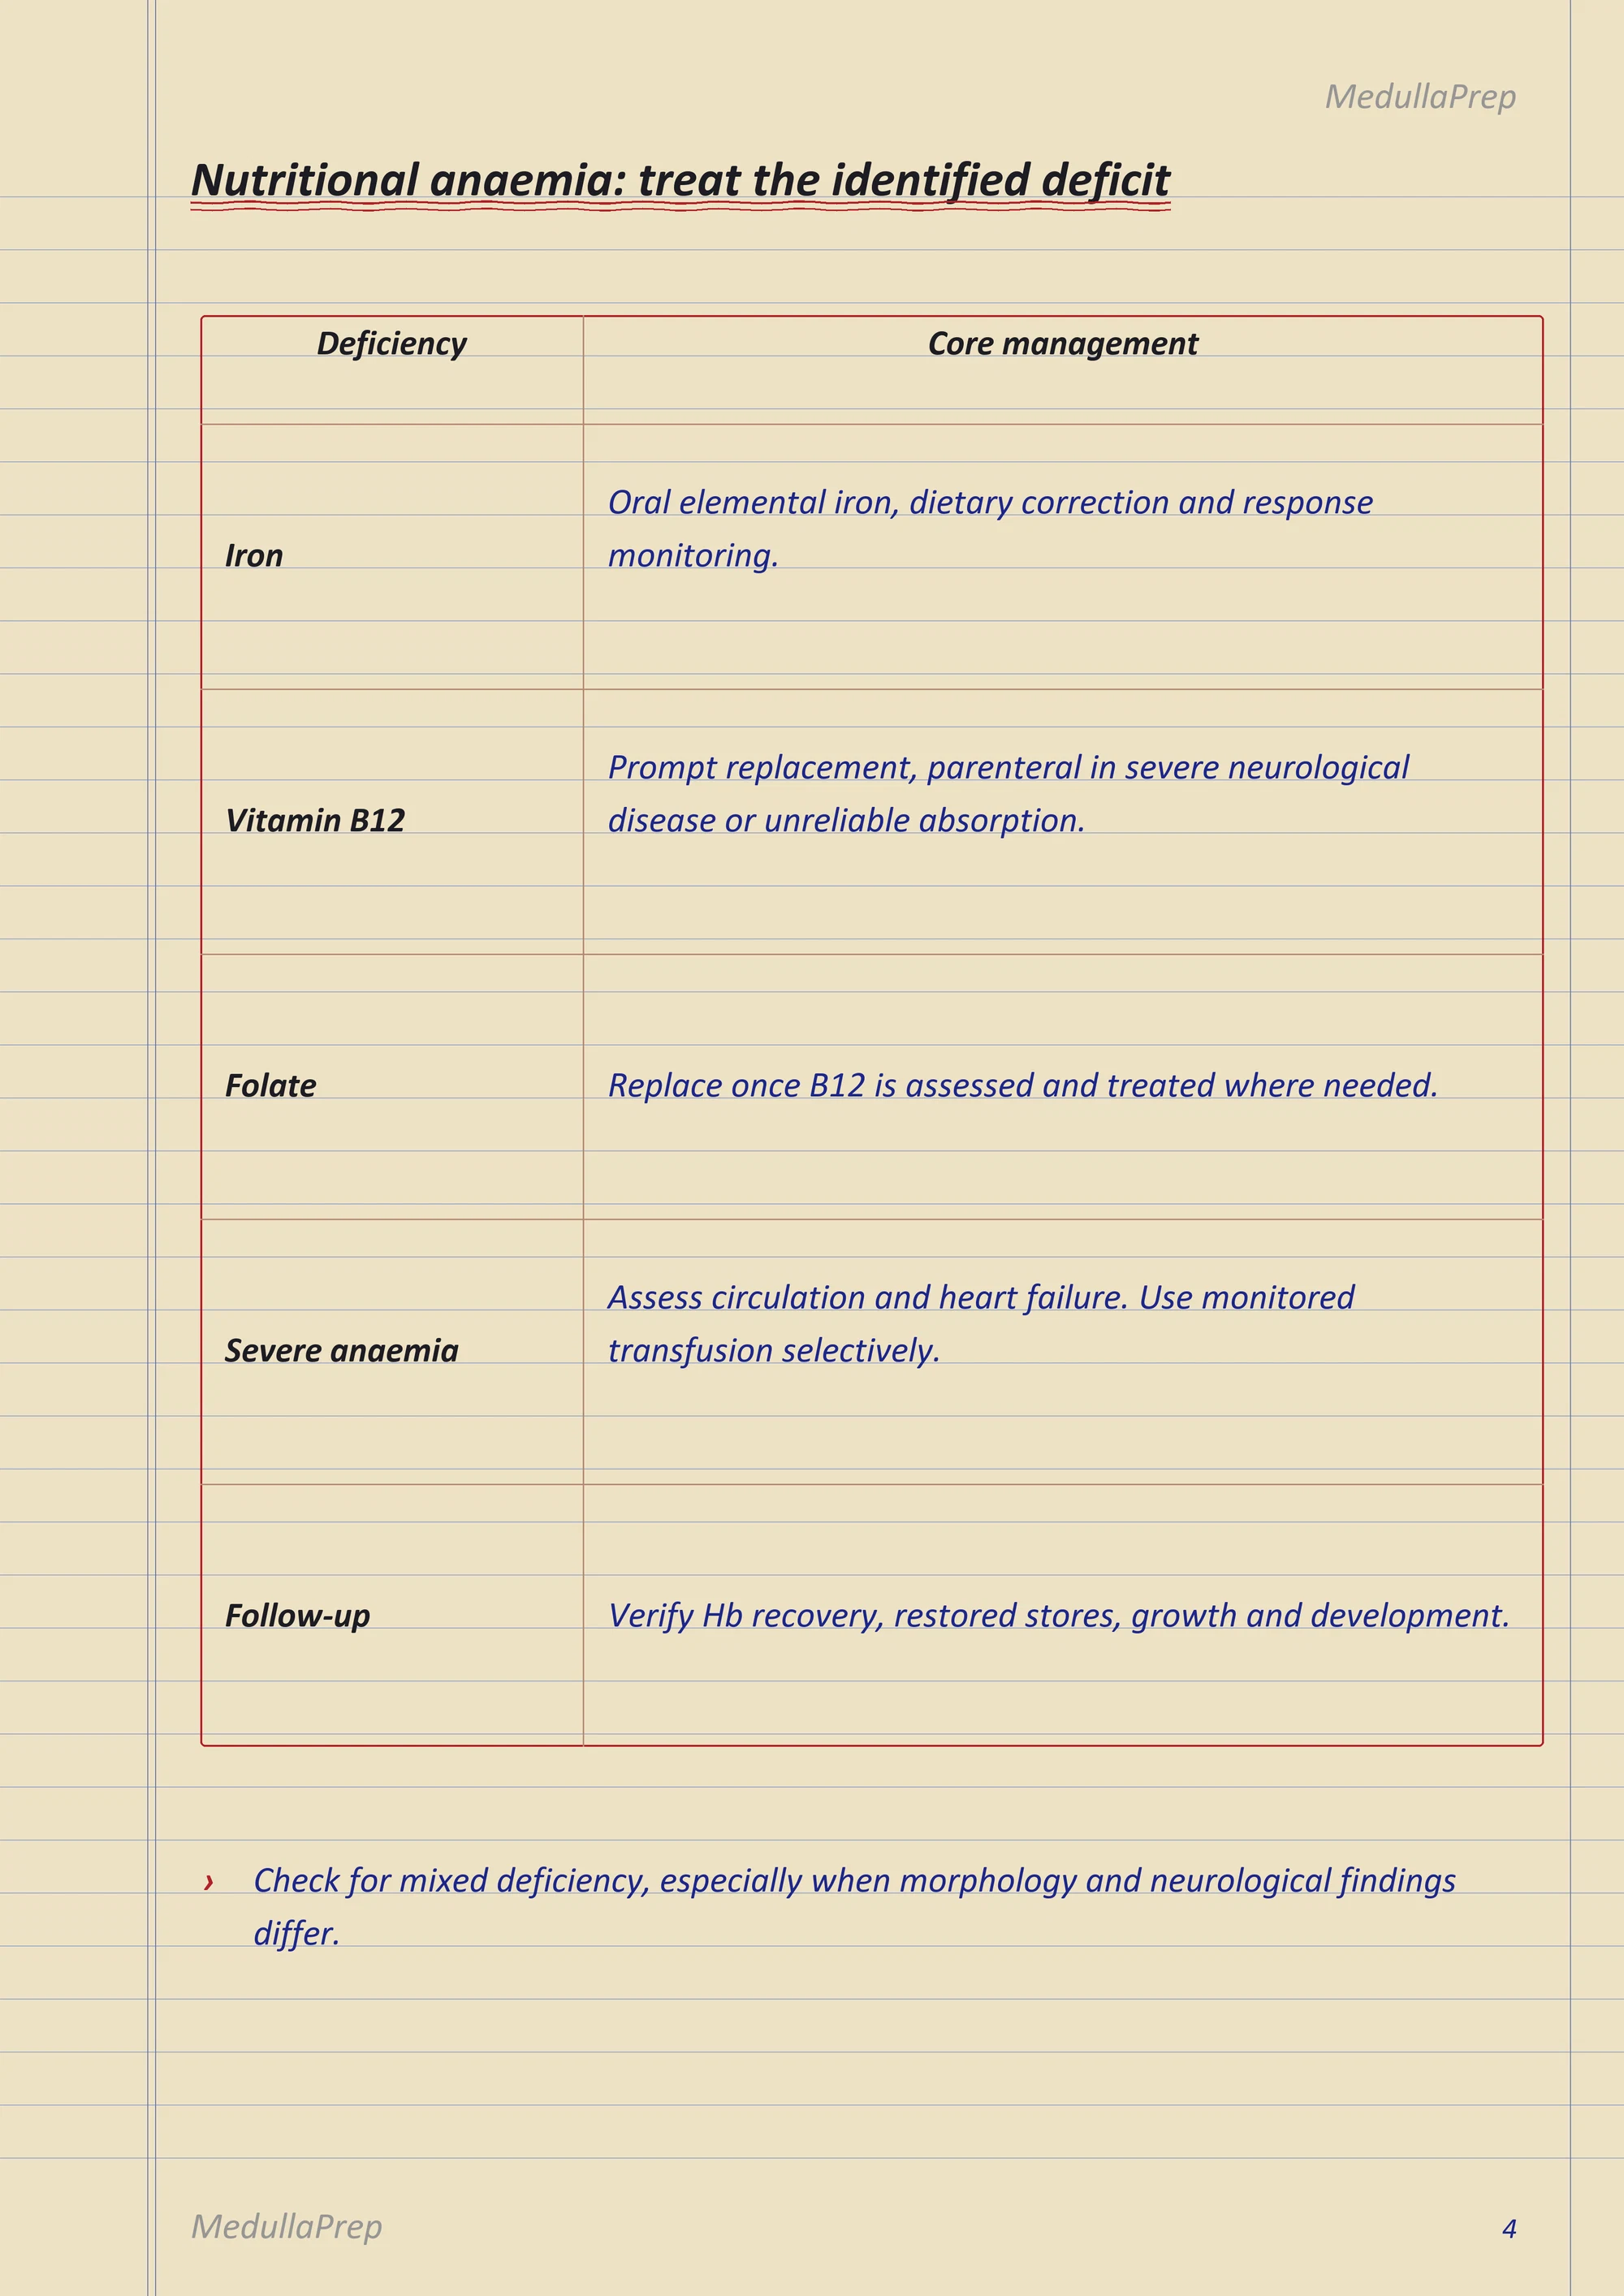 MedullaPrep
Nutritional anaemia: treat the identified deficit
Deficiency
Core management
Iron
Oral elemental iron, dietary correction and response
monitoring.
Vitamin B12
Prompt replacement, parenteral in severe neurological
disease or unreliable absorption.
Folate
Replace once B12 is assessed and treated where needed.
Severe anaemia
Assess circulation and heart failure. Use monitored
transfusion selectively.
Follow-up
Verify Hb recovery, restored stores, growth and development.
› Check for mixed deficiency, especially when morphology and neurological findings
differ.
MedullaPrep
4